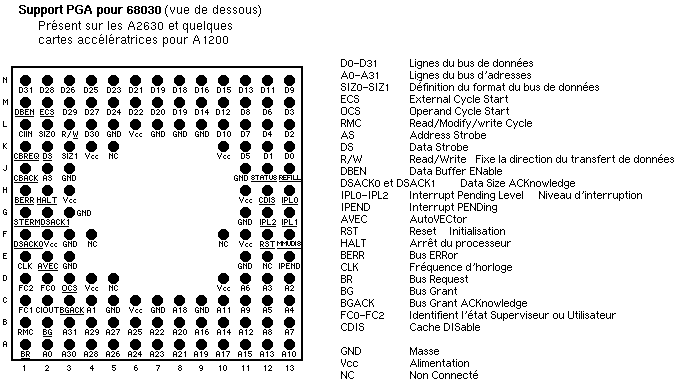 Support PGA pour 68030 (vue de dessous)
Présent sur les A2630 et quelques
cartes accélératrices pour A1200
N D31 D28 D26 D25 D23 D21 D19 D18 D16 D15 D13 D11 D9
M DBEN ECS D29 D27 D24 D22 D20 D17 D14 D12 D8 D6 D3
L CIIN SIZ0 R/W D30 GND Vcc GND GND GND D10 D7 D4 D2
K CBREQ DS SIZ1 Vcc NC Vcc D5 D1 D0
J CBACK AS GND GND STATUS REFILL
H BERR HALT Vcc Vcc CDIS IPL0
G STERM DSACK1 GND GND IPL2 IPL1
F DSACK0 Vcc GND NC NC Vcc RST MMUDIS
E CLK AVEC GND GND NC IPEND
D FC2 FC0 OCS Vcc NC Vcc A6 A3 A2
C FC1 CIOUT BGACK A1 GND Vcc GND GND GND A11 A9 A5 A4
B RMC BG A31 A29 A27 A25 A22 A20 A16 A14 A12 A8 A7
A BR A0 A30 A28 A26 A24 A23 A21 A19 A17 A15 A13 A10
1 2 3 4 5 6 7 8 9 10 11 12 13
D0-D31 Lignes du bus de données
A0-A31 Lignes du bus d'adresses
SIZ0-SIZ1 Définition du format du bus de données
ECS External Cycle Start
OCS Operand Cycle Start
RMC Read/Modify/write Cycle
AS Address Strobe
DS Data Strobe
R/W Read/Write Fixe la direction du transfert de données
DBEN Data Buffer ENable
DSACK0 et DSACK1 Data Size ACKnowledge
IPL0-IPL2 Interrupt Pending Level Niveau d'interruption
IPEND Interrupt PENDing
AVEC AutoVECtor
RST Reset Initialisation
HALT Arrêt du processeur
BERR Bus ERRor
CLK Fréquence d'horloge
BR Bus Request
BG Bus Grant
BGACK Bus Grant ACKnowledge
FC0-FC2 Identifient l'état Superviseur ou Utilisateur
CDIS Cache DISable
GND Masse
Vcc Alimentation
NC Non Connecté